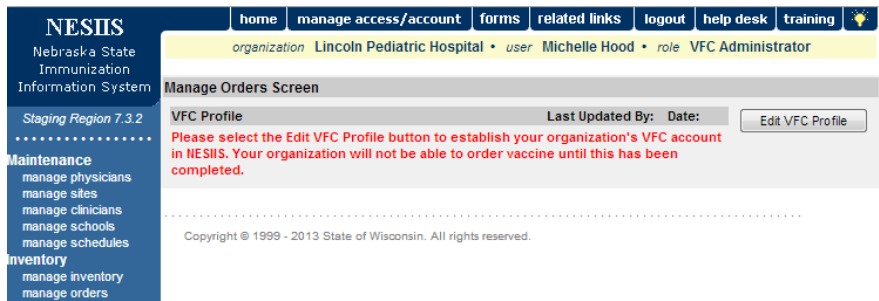 NESIIS
Nebraska State
Immunization
Information System
Staging Region 7.3.2
Maintenance
manage physicians
manage sites
manage clinicians
manage schools
manage schedules
Inventory
manage inventory
manage orders
home manage access/account forms related links logout help desk training
organization Lincoln Pediatric Hospital • user Michelle Hood • role VFC Administrator
Manage Orders Screen
VFC Profile Last Updated By: Date: Edit VFC Profile
Please select the Edit VFC Profile button to establish your organization's VFC account
in NESIIS. Your organization will not be able to order vaccine until this has been
completed.
Copyright © 1999 - 2013 State of Wisconsin. All rights reserved.